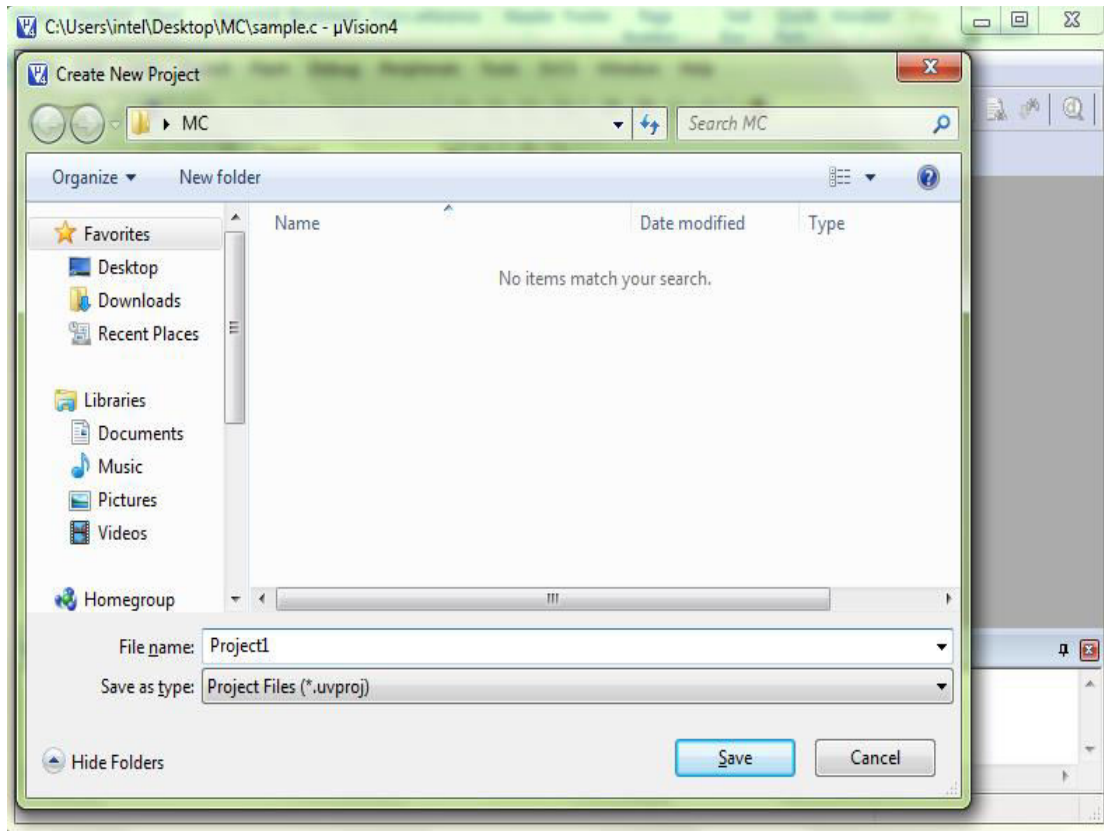 C:\Users\intel\Desktop\MC\sample.c - µVision4
Create New Project
MC
Search MC
Organize
New folder
Name
Date modified
Type
No items match your search.
Favorites
Desktop
Downloads
Recent Places
Libraries
Documents
Music
Pictures
Videos
Homegroup
File name: Project1
Save as type: Project Files (*.uvproj)
Hide Folders
Save
Cancel